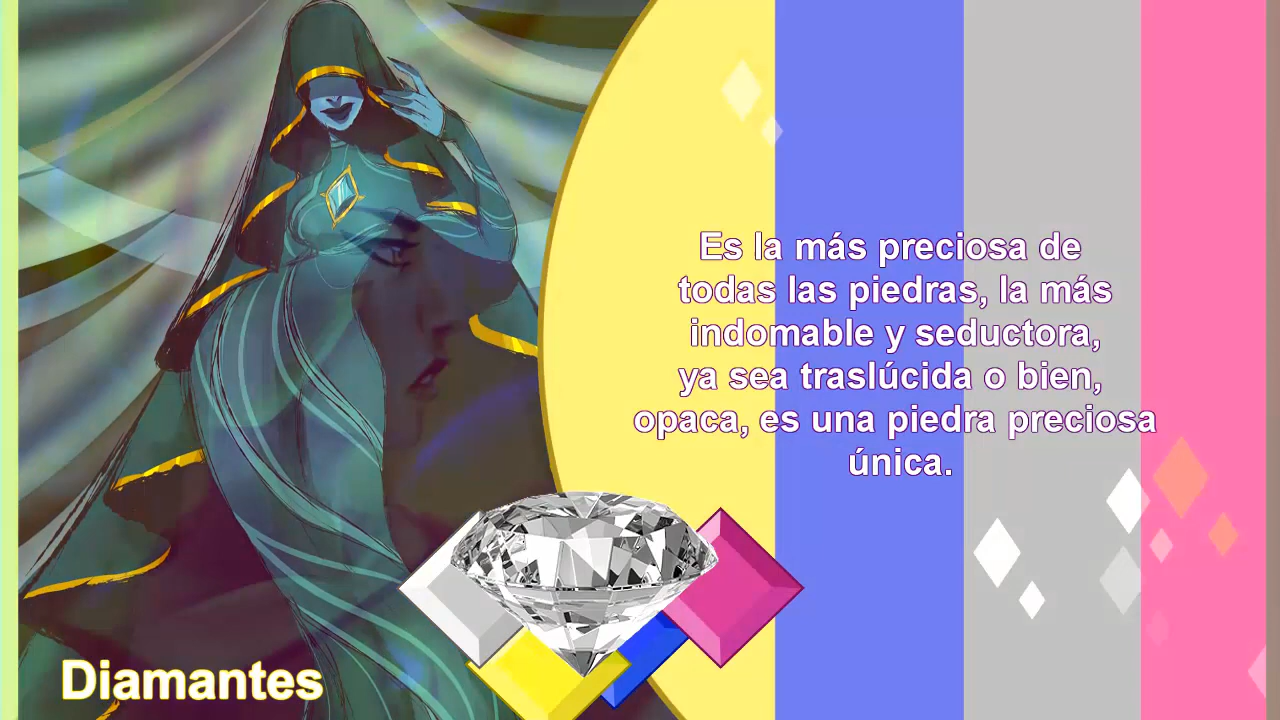 Es la más preciosa de
todas las piedras, la más
indomable y seductora,
ya sea traslúcida o bien,
opaca, es una piedra preciosa
única.
Diamantes